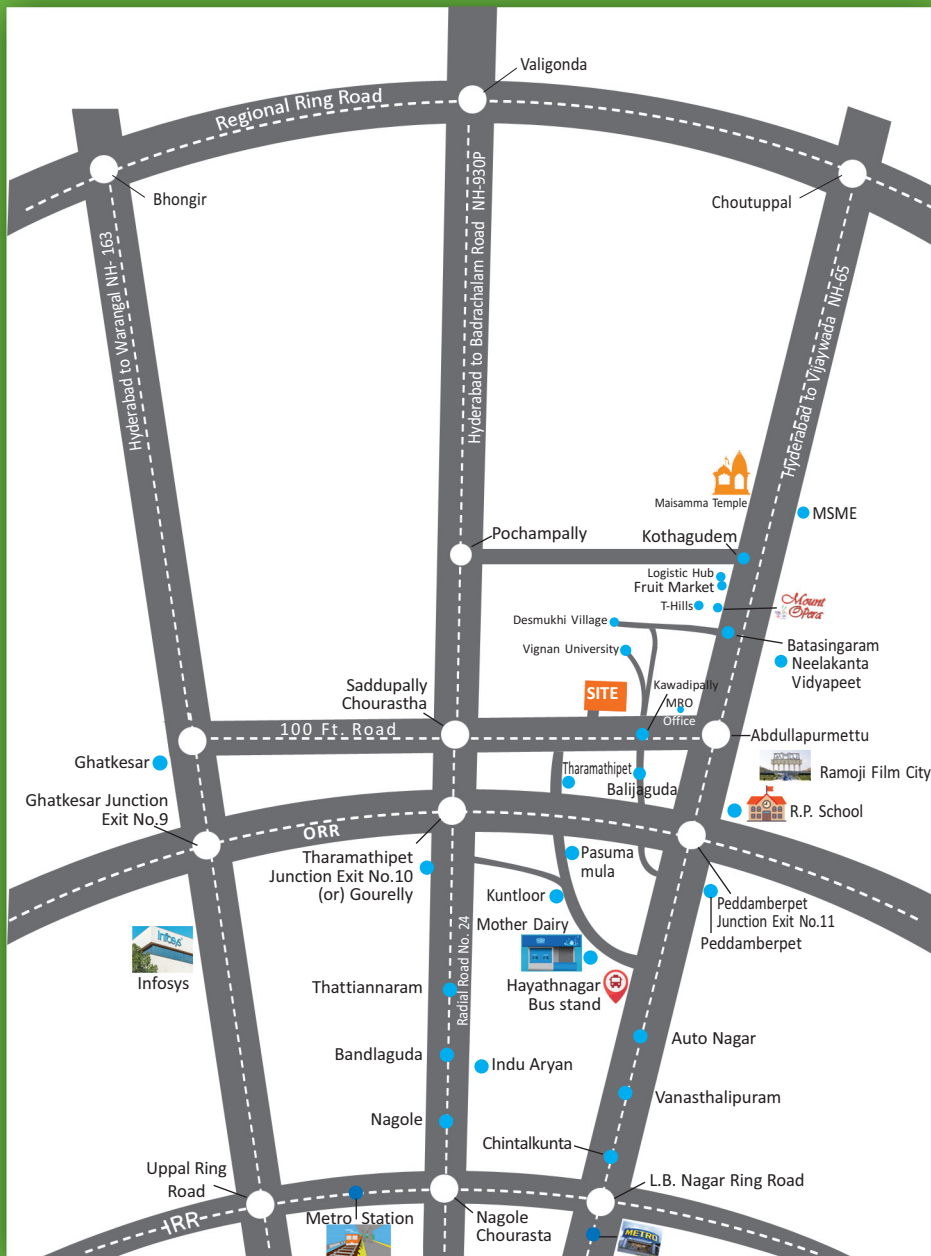 Valigonda
Regional Ring Road
Bhongir
Choutuppal
Hyderabad to Warangal NH- 163
Hyderabad to Badrachalam Road NH-930P
Hyderabad to Vijaywada NH-65
Maisamma Temple
MSME
Pochampally
Kothagudem
Logistic Hub
Fruit Market
T-Hills
Mount
Opera
Desmukhi Village
Batasingaram
Neelakanta
Vidyapeet
Vignan University
Saddupally
Chourastha
SITE
Kawadipally
MRO
Office
100 Ft. Road
Abdullapurmettu
Ghatkesar
Tharamathipet
Balijaguda
Ramoji Film City
Ghatkesar Junction
Exit No.9
R.P. School
ORR
Tharamathipet
Junction Exit No.10
(or) Gourelly
Pasuma
mula
Kuntloor
Peddamberpet
Junction Exit No.11
Peddamberpet
Mother Dairy
Infosys
Infosys
Hayathnagar
Bus stand
Radial Road No. 24
Thattiannaram
Auto Nagar
Bandlaguda
Indu Aryan
Vanasthalipuram
Nagole
Chintalkunta
Uppal Ring
Road
L.B. Nagar Ring Road
IRR
Metro Station
Nagole
Chourasta
METRO